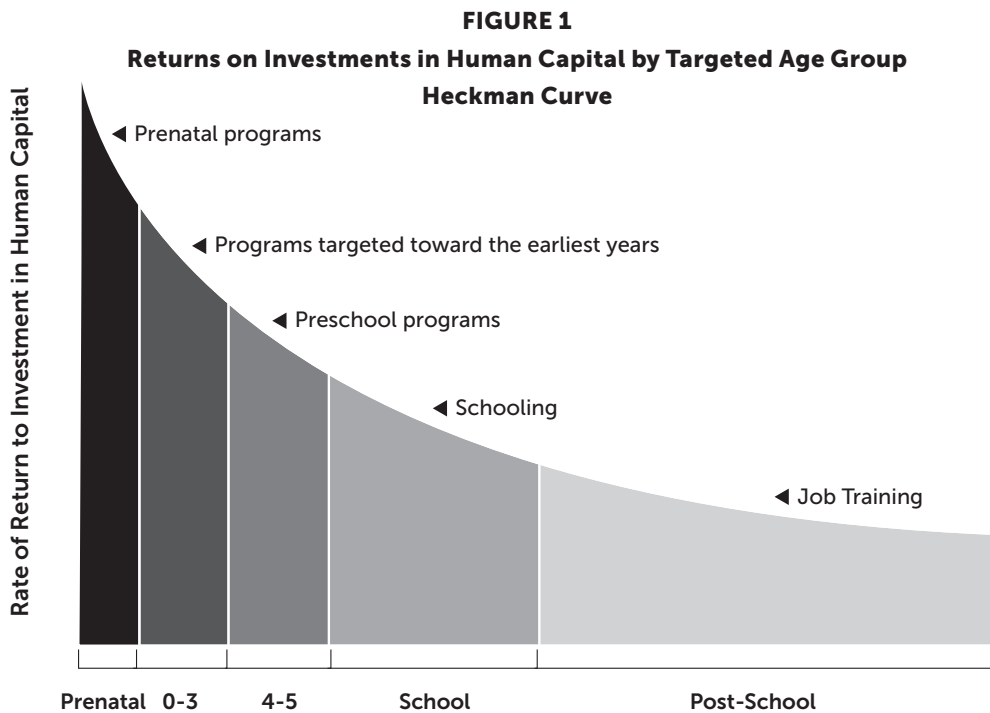 FIGURE 1
Returns on Investments in Human Capital by Targeted Age Group
Heckman Curve
Rate of Return to Investment in Human Capital
Prenatal programs
Programs targeted toward the earliest years
Preschool programs
Schooling
Job Training
Prenatal 0-3 4-5 School Post-School